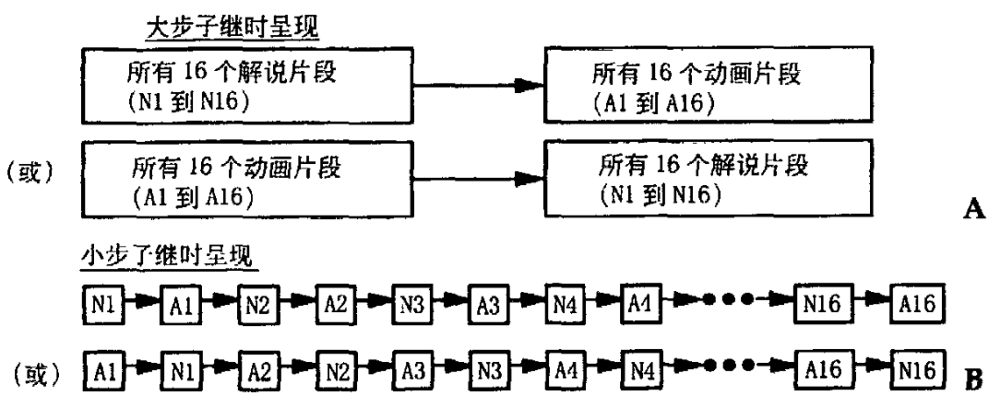 大步子继时呈现
所有 16 个解说片段
(N1 到 N16)
所有 16 个动画片段
(A1 到 A16)
(或)
所有 16 个动画片段
(A1 到 A16)
所有 16 个解说片段
(N1 到 N16)
A
小步子继时呈现
N1 A1 N2 A2 N3 A3 N4 A4 ••• N16 A16
(或) A1 N1 A2 N2 A3 N3 A4 N4 ••• A16 N16
B